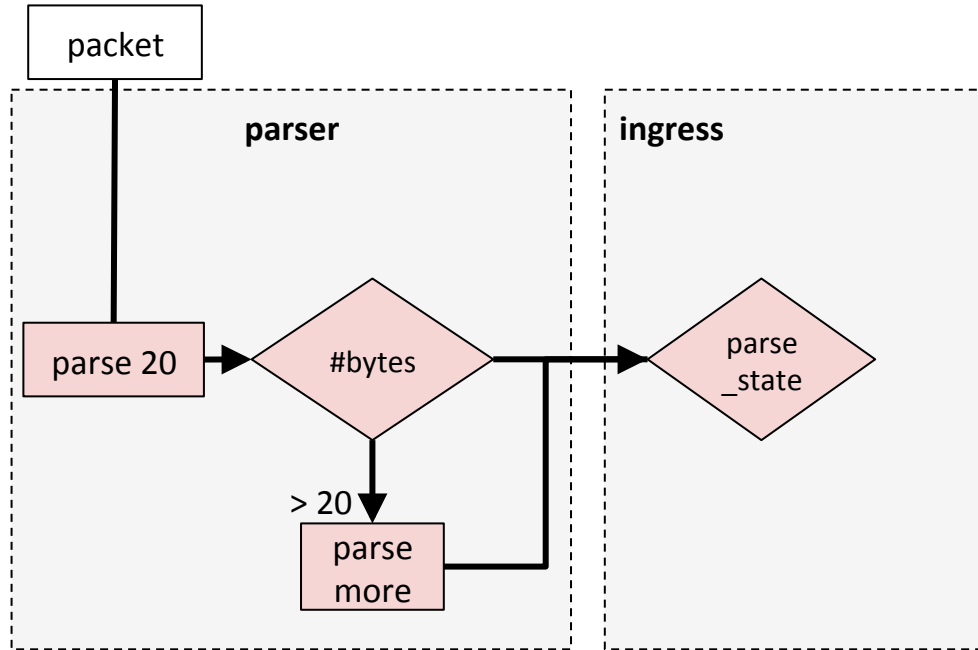 packet
parser
ingress
parse 20
#bytes
parse
_state
> 20
parse
more